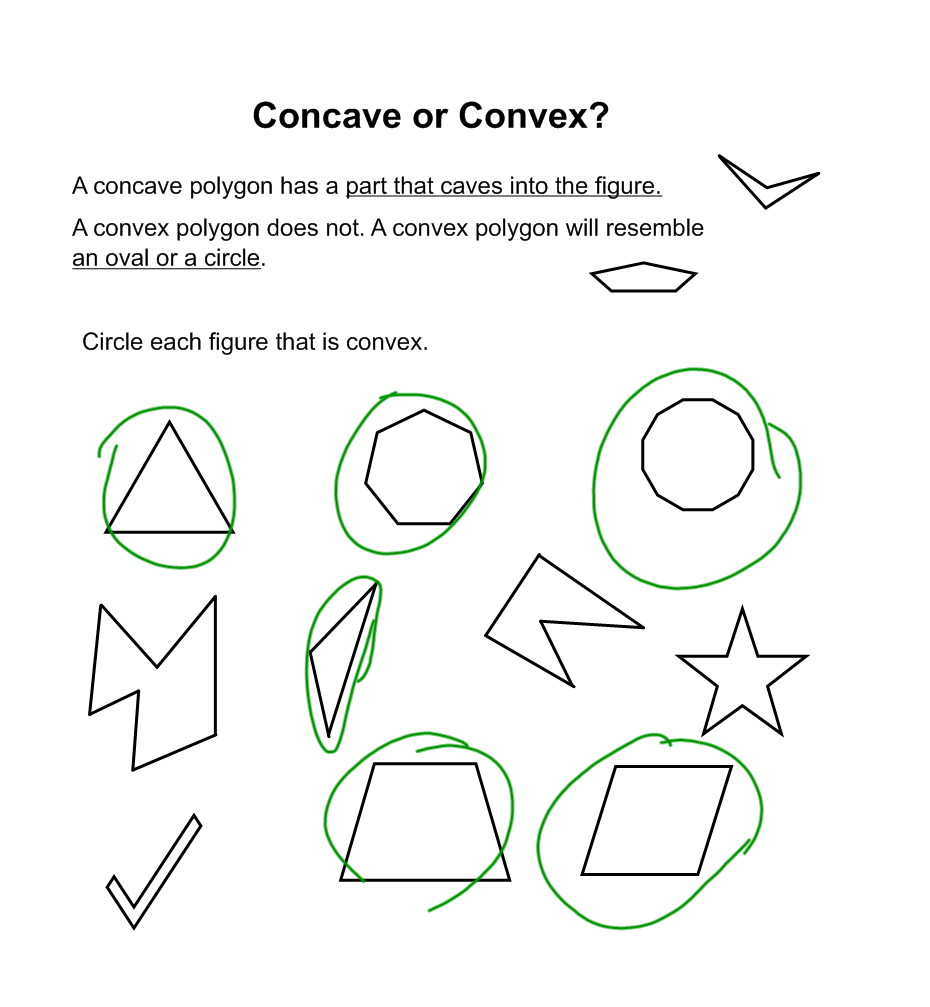 Concave or Convex?
A concave polygon has a part that caves into the figure.
A convex polygon does not. A convex polygon will resemble
an oval or a circle.
Circle each figure that is convex.